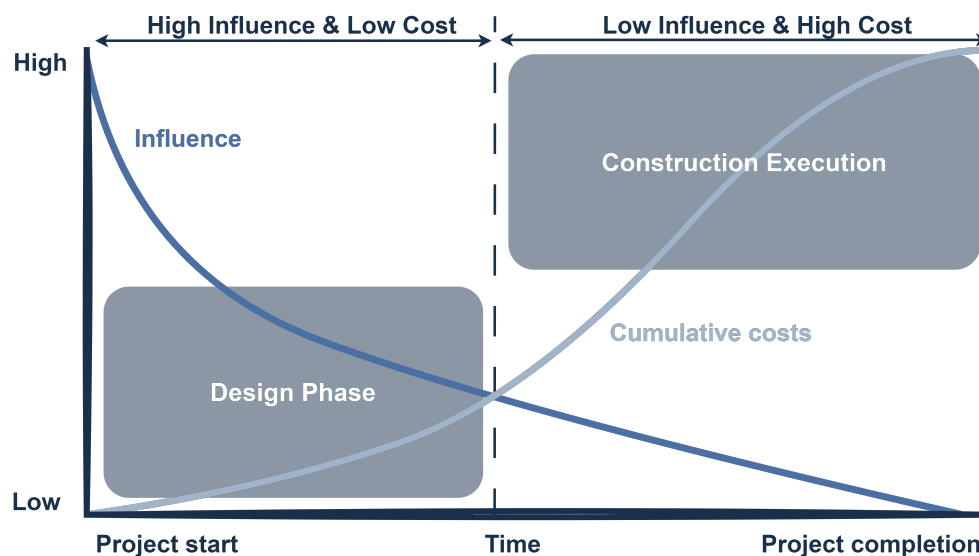 High Influence & Low Cost
Low Influence & High Cost
High
Influence
Construction Execution
Cumulative costs
Design Phase
Low
Project start
Time
Project completion